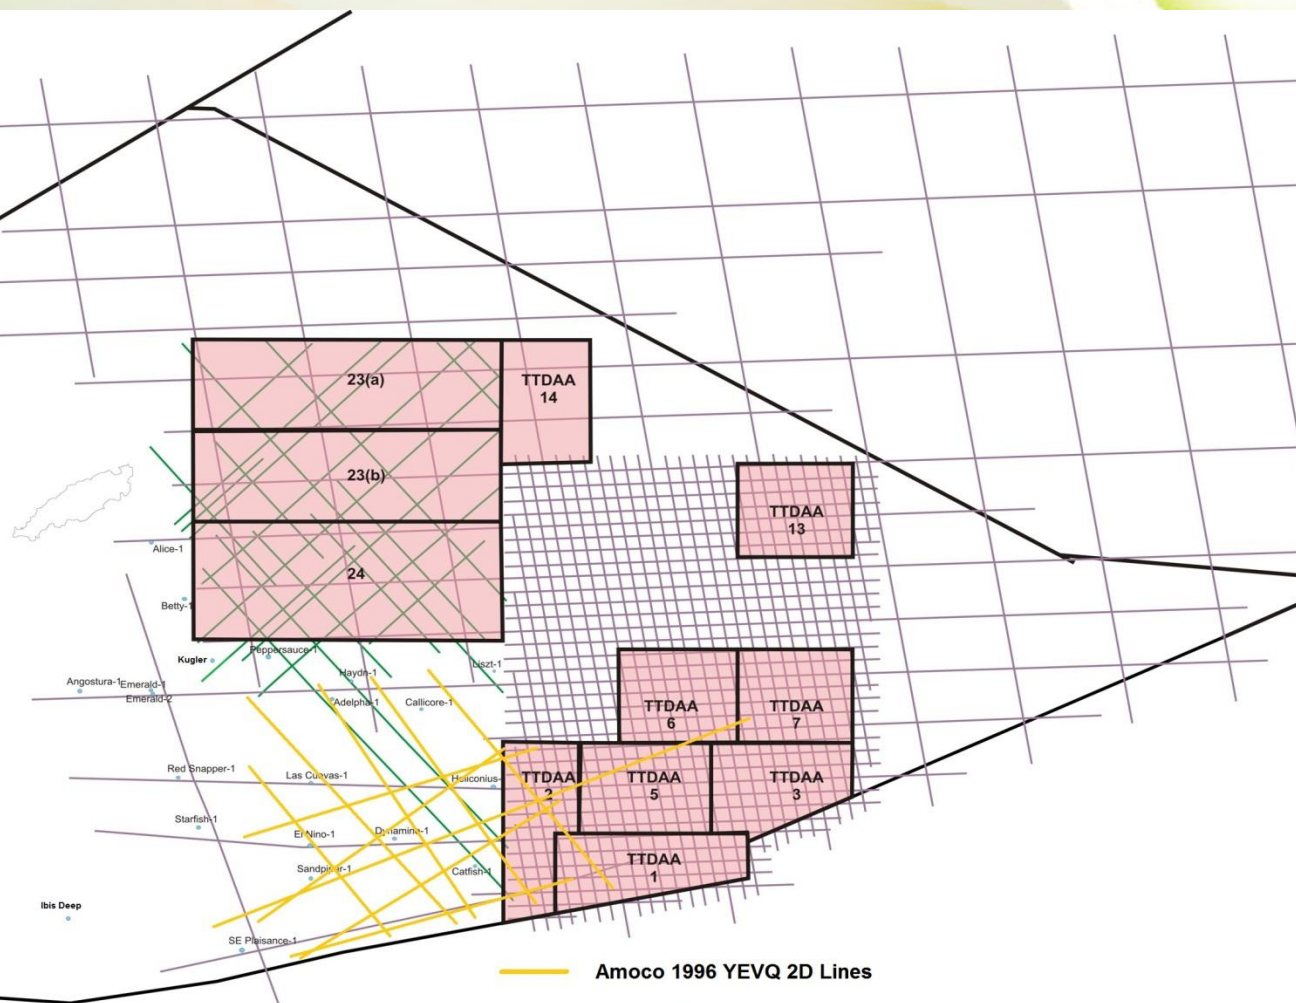 23(a)
TTDAA
14
23(b)
TTDAA
13
Alice-1
24
Betty-1
Peppersauce-1
Kugler
Liszt-1
Haydn-1
Angostura-1
Emerald-1
Emerald-2
Adelpha-1
Callicore-1
TTDAA
6
TTDAA
7
Red Snapper-1
Las Cuevas-1
Heliconius-
TTDAA
2
TTDAA
5
TTDAA
3
Starfish-1
El Nino-1
Dynamine-1
Sandpiper-1
Catfish-1
TTDAA
1
Ibis Deep
SE Plaisance-1
Amoco 1996 YEVQ 2D Lines